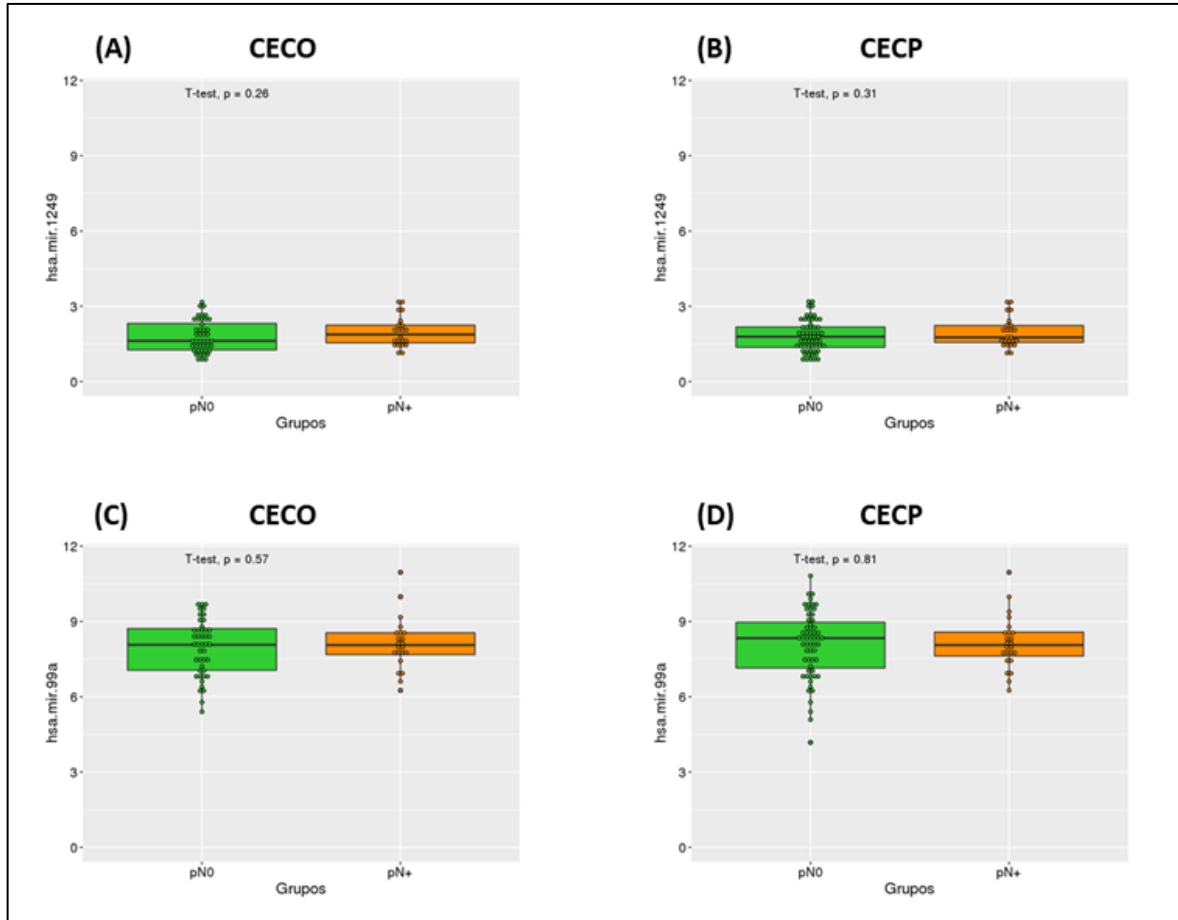 (A) CECO
12
9
6
3
0
hsa.mir.1249
T-test, p = 0.26
pN0 pN+
Grupos
(B) CECP
12
9
6
3
0
hsa.mir.1249
T-test, p = 0.31
pN0 pN+
Grupos
(C) CECO
12
9
6
3
0
hsa.mir.99a
T-test, p = 0.57
pN0 pN+
Grupos
(D) CECP
12
9
6
3
0
hsa.mir.99a
T-test, p = 0.81
pN0 pN+
Grupos